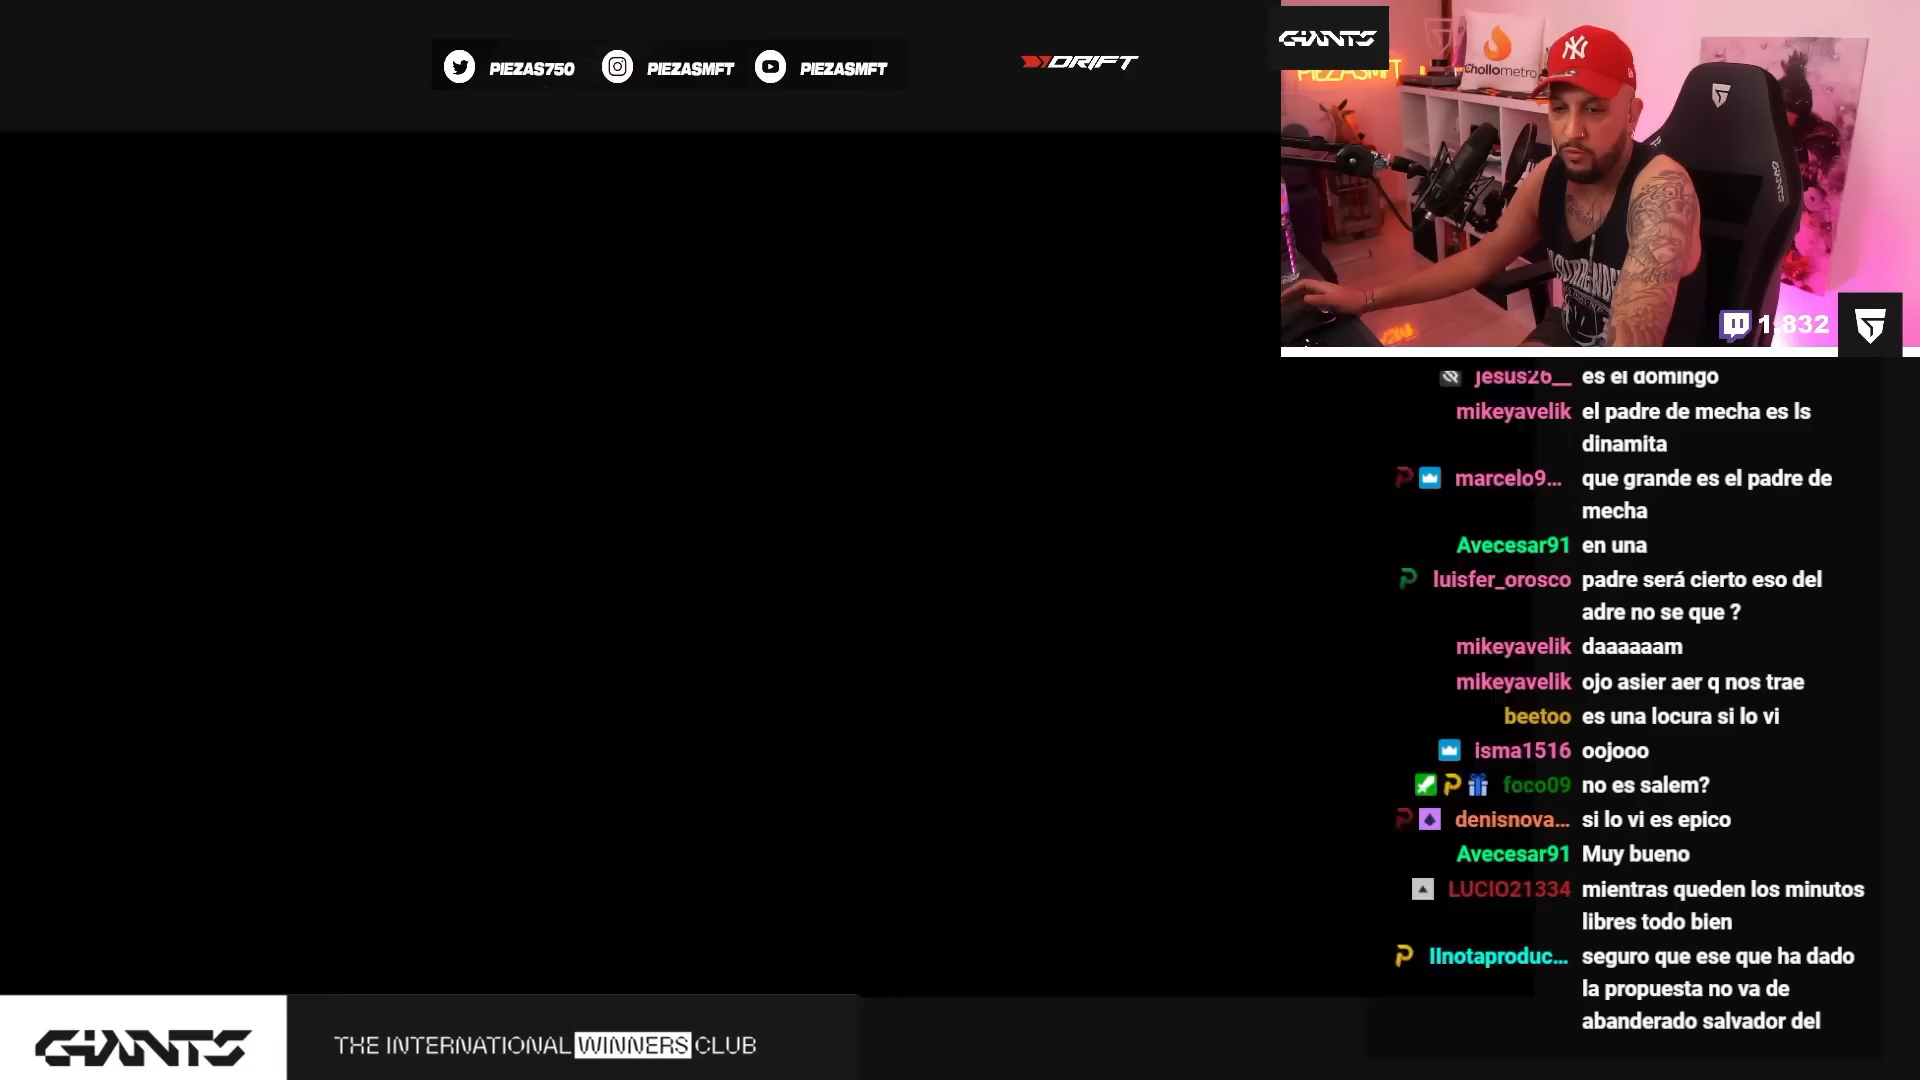 PIEZAS750
PIEZASMFT
PIEZASMFT
DRIFT
GIANTS
PIEZASMFT
chollometro
NY
GIANTS
1,832
jesus26__ es el domingo
mikeyavelik el padre de mecha es ls
dinamita
marcelo9... que grande es el padre de
mecha
Avecesar91 en una
luisfer_orosco padre será cierto eso del
adre no se que ?
mikeyavelik daaaaaam
mikeyavelik ojo asier aer q nos trae
beetoo es una locura si lo vi
isma1516 oojooo
foco09 no es salem?
denisnova... si lo vi es epico
Avecesar91 Muy bueno
LUCIO21334 mientras queden los minutos
libres todo bien
llnotaproduc... seguro que ese que ha dado
la propuesta no va de
abanderado salvador del
GIANTS
THE INTERNATIONAL WINNERS CLUB